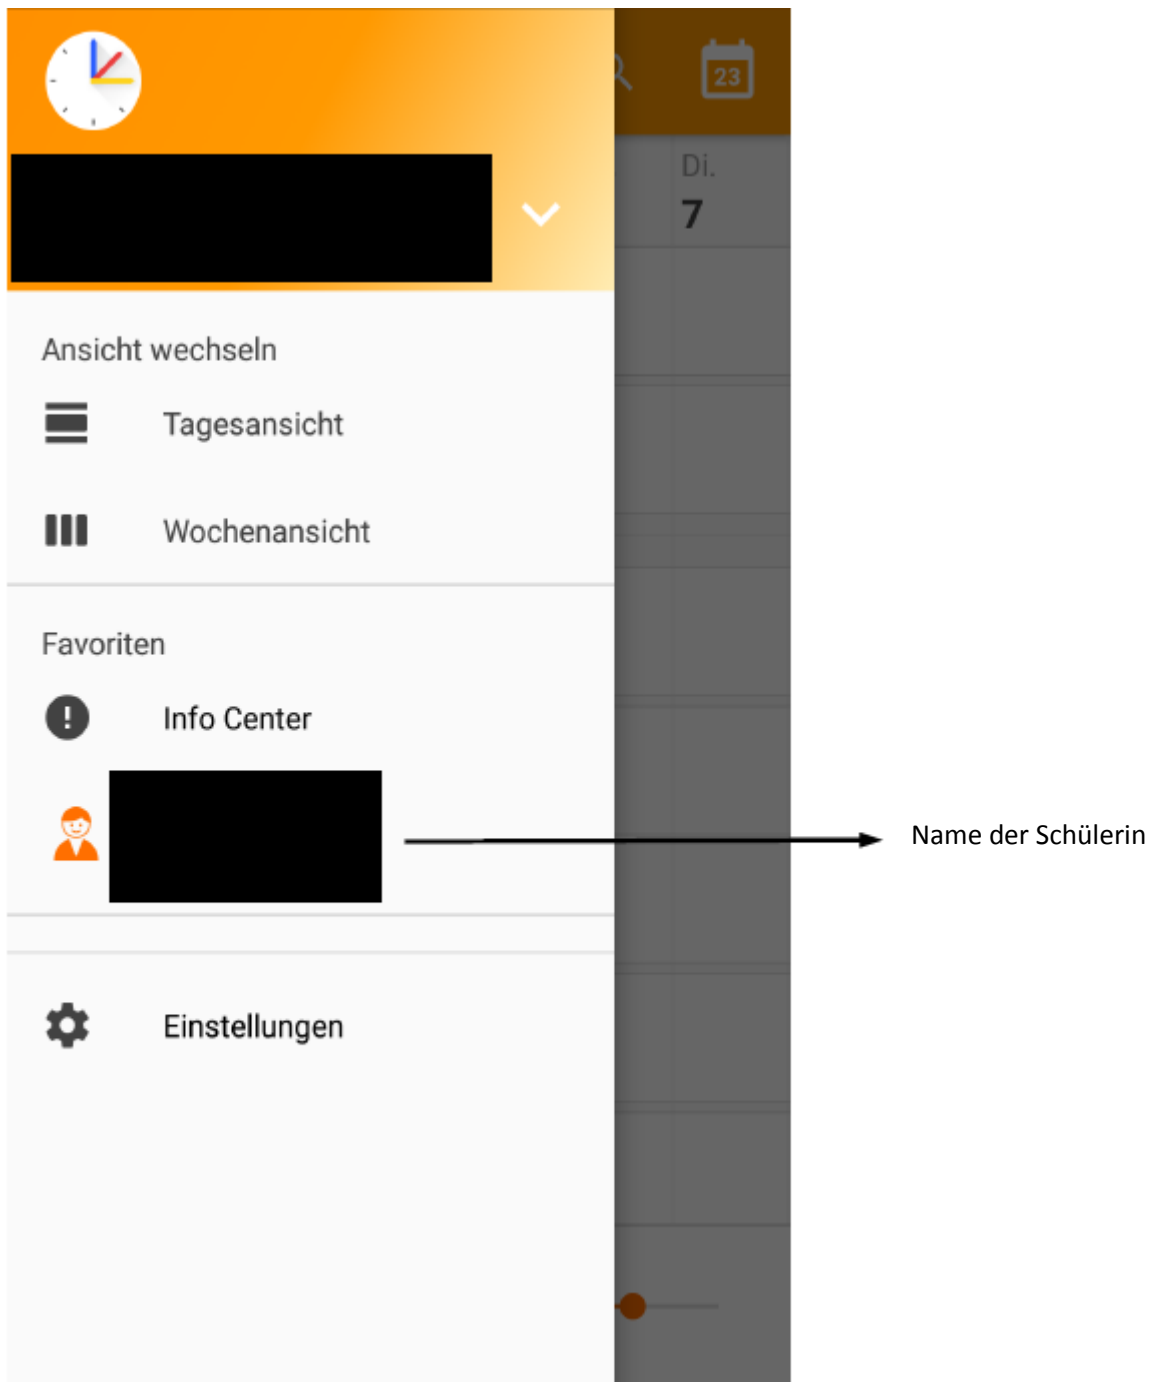 23
Di.
7
Ansicht wechseln
Tagesansicht
Wochenansicht
Favoriten
Info Center
Name der Schülerin
Einstellungen